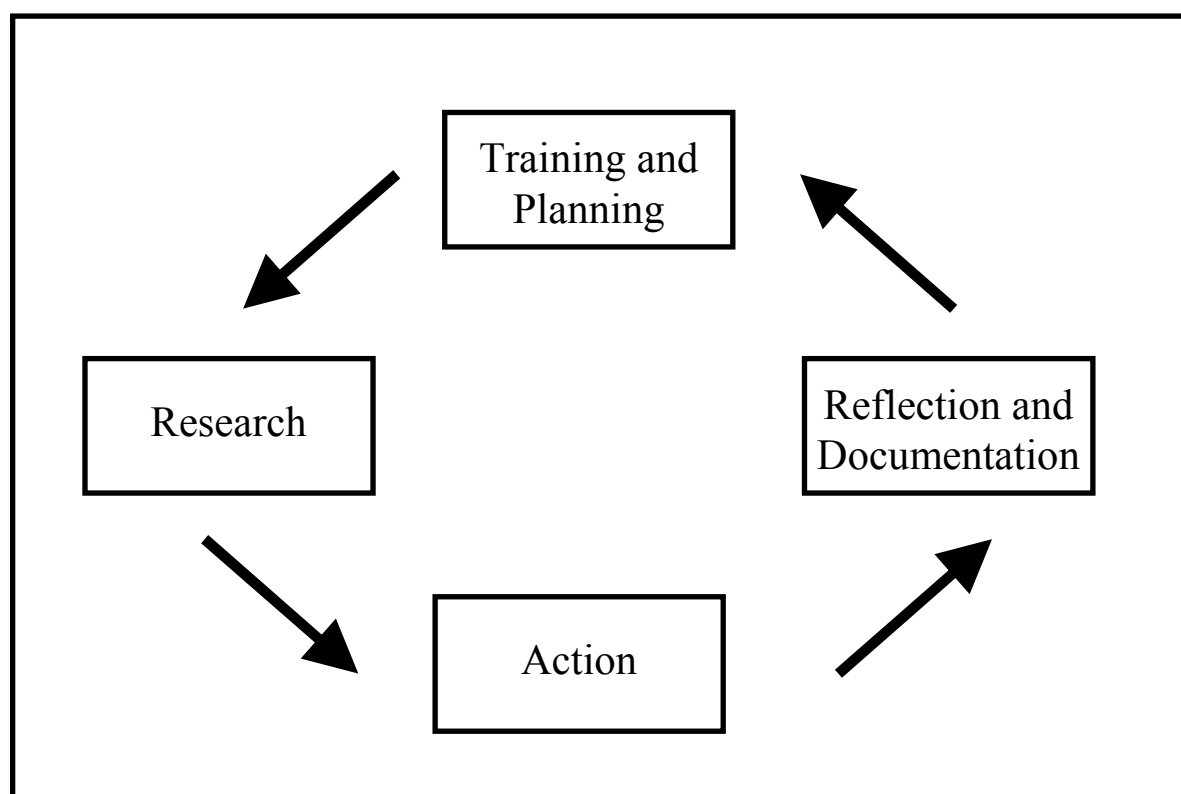 Training and
Planning
Research
Reflection and
Documentation
Action